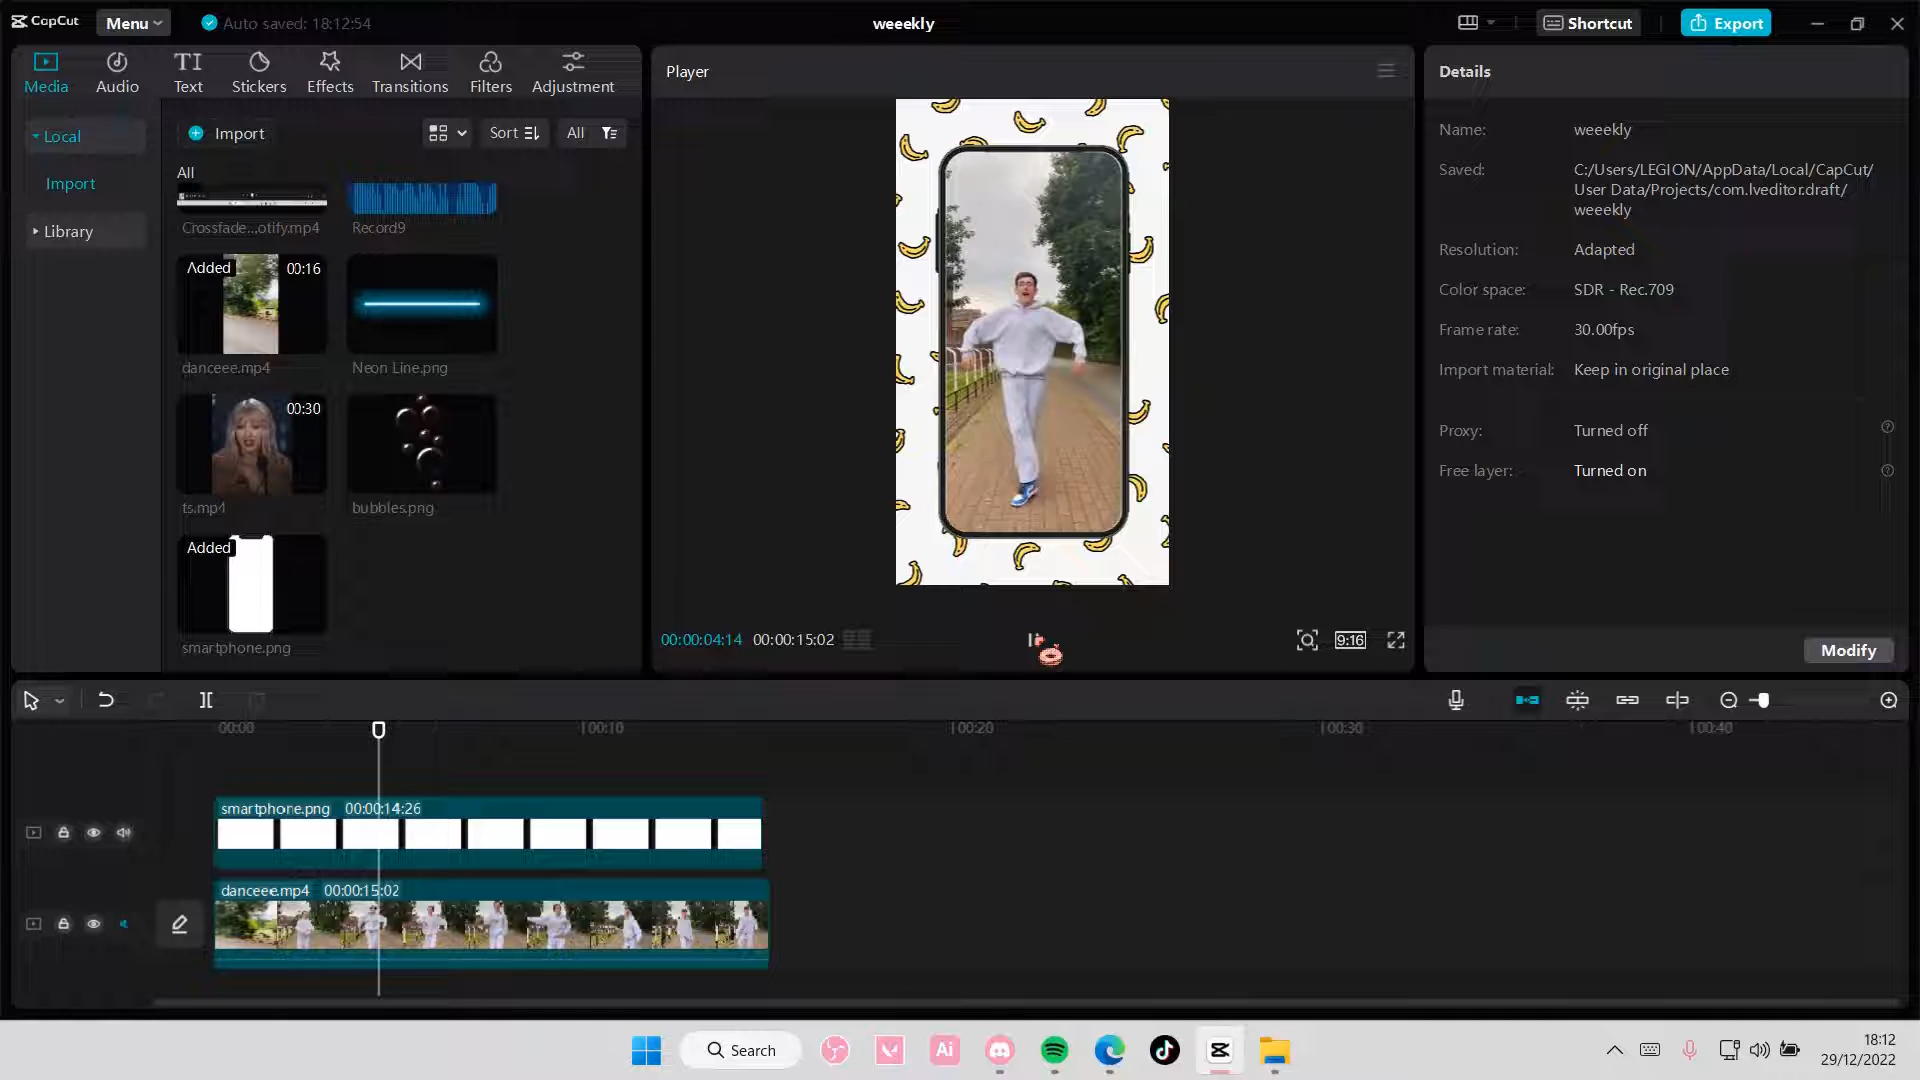 CapCut
Menu
Auto saved: 18:12:54
weeekly
Shortcut
Export
Media
Audio
TI
Text
Stickers
Effects
Transitions
Filters
Adjustment
Local
Import
Library
Import
Sort
All
All
Crossfade...otify.mp4
Record9
Added
00:16
danceee.mp4
Neon Line.png
00:30
ts.mp4
bubbles.png
Added
smartphone.png
Player
00:00:04:14
00:00:15:02
9:16
Details
Name:
weeekly
Saved:
C:/Users/LEGION/AppData/Local/CapCut/
User Data/Projects/com.lveditor.draft/
weeekly
Resolution:
Adapted
Color space:
SDR - Rec.709
Frame rate:
30.00fps
Import material:
Keep in original place
Proxy:
Turned off
Free layer:
Turned on
Modify
00:00
00:10
00:20
00:30
00:40
smartphone.png 00:00:14:26
danceee.mp4 00:00:15:02
Search
Ai
18:12
29/12/2022